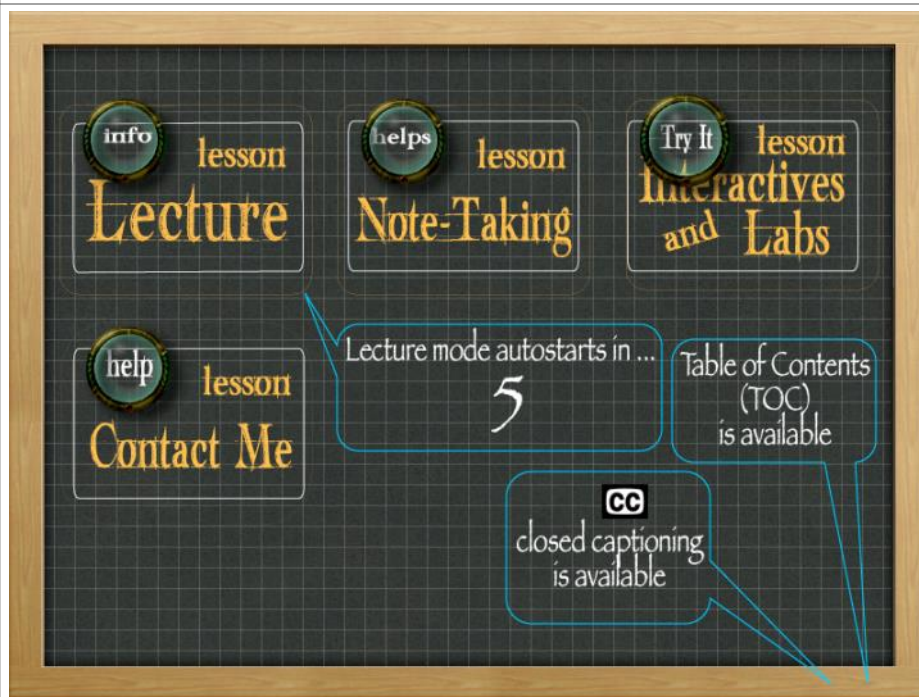 info
lesson
Lecture
helps
lesson
Note-Taking
Try It
lesson
Interactives
and Labs
help
lesson
Contact Me
Lecture mode autostarts in ...
5
Table of Contents
(TOC)
is available
CC
closed captioning
is available